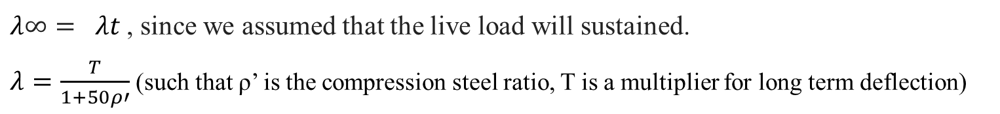 λ∞ = λt , since we assumed that the live load will sustained.
λ = T / 1+50ρ′ (such that ρ’ is the compression steel ratio, T is a multiplier for long term deflection)